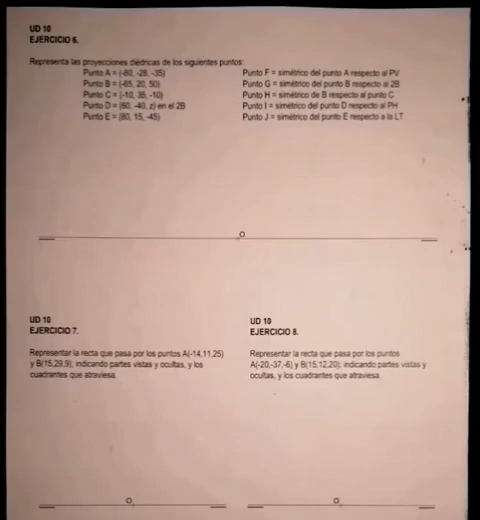 UD 10
EJERCICIO 6.
Representa las proyecciones diédricas de los siguientes puntos:
Punto A = (-80, -28, -35)
Punto B = (-65, 20, 50)
Punto C = (-10, 35, -10)
Punto D = (60, -40, z) en el 2B
Punto E = (80, 15, -45)
Punto F = simétrico del punto A respecto al PV
Punto G = simétrico del punto B respecto al 2B
Punto H = simétrico de B respecto al punto C
Punto I = simétrico del punto D respecto al PH
Punto J = simétrico del punto E respecto a la LT
O
UD 10
EJERCICIO 7.
Representar la recta que pasa por los puntos A(-14,11,25)
y B(15,29,9); indicando partes vistas y ocultas, y los
cuadrantes que atraviesa.
O
UD 10
EJERCICIO 8.
Representar la recta que pasa por los puntos
A(-20,-37,-6) y B(15,12,20); indicando partes vistas y
ocultas, y los cuadrantes que atraviesa.
O